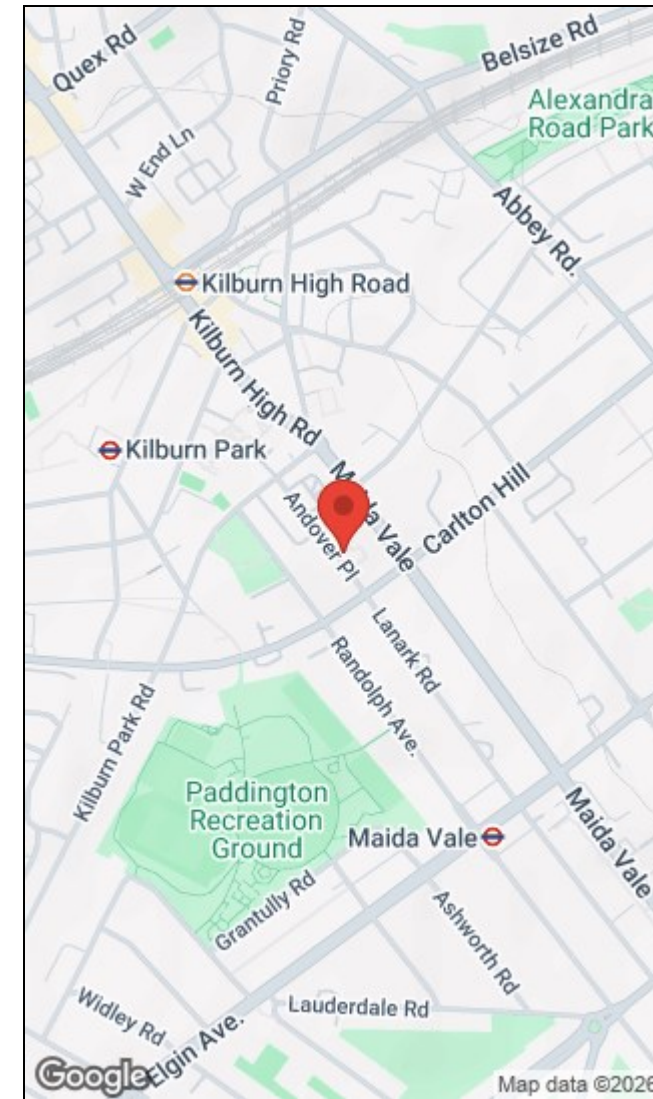 Quex Rd
Priory Rd
Belsize Rd
Alexandra
Road Park
W End Ln
Abbey Rd.
Kilburn High Road
Kilburn High Rd
Kilburn Park
Maida Vale
Carlton Hill
Andover Pl
Lanark Rd
Randolph Ave.
Kilburn Park Rd
Paddington
Recreation
Ground
Maida Vale
Maida Vale
Grantully Rd
Ashworth Rd
Widley Rd
Lauderdale Rd
Elgin Ave.
Google
Map data ©2026